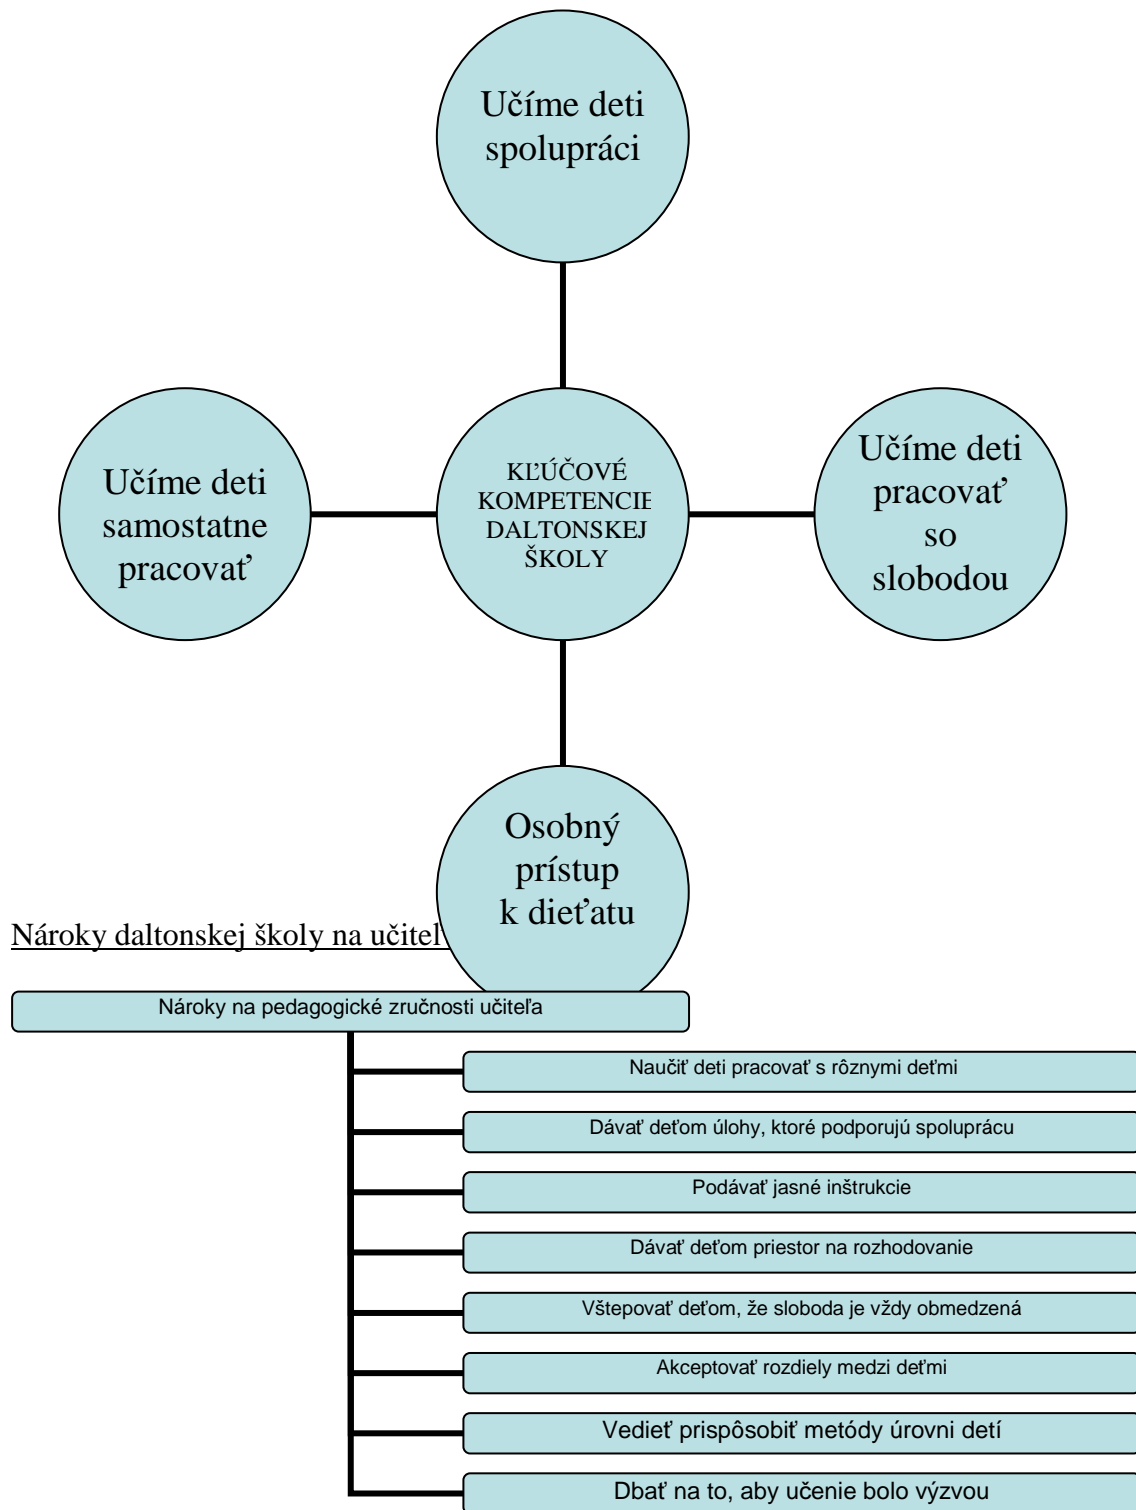 Učíme deti
spolupráci
Učíme deti
samostatne
pracovať
KĽÚČOVÉ
KOMPETENCIE
DALTONSKEJ
ŠKOLY
Učíme deti
pracovať
so
slobodou
Osobný
prístup
k dieťatu
Nároky daltonskej školy na učiteľ
Nároky na pedagogické zručnosti učiteľa
Naučiť deti pracovať s rôznymi deťmi
Dávať deťom úlohy, ktoré podporujú spoluprácu
Podávať jasné inštrukcie
Dávať deťom priestor na rozhodovanie
Vštepovať deťom, že sloboda je vždy obmedzená
Akceptovať rozdiely medzi deťmi
Vedieť prispôsobiť metódy úrovni detí
Dbať na to, aby učenie bolo výzvou